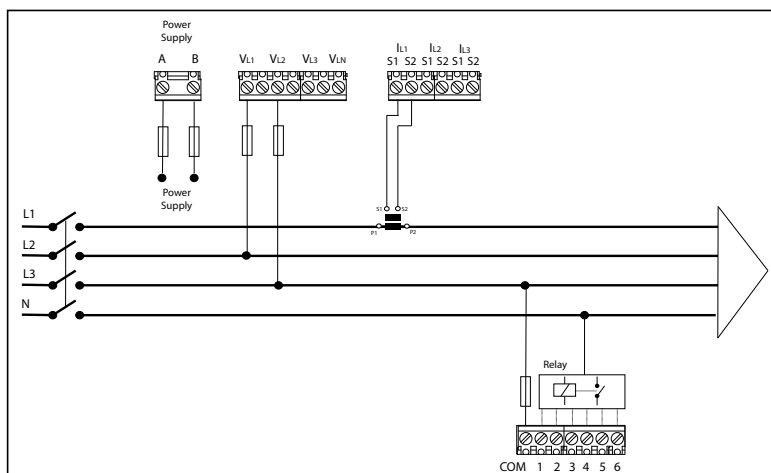 Power
Supply
A B
VL1 VL2 VL3 VLN
IL1 IL2 IL3
S1 S2 S1 S2 S1 S2
Power
Supply
S1 S2
L1
P1 P2
L2
L3
N
Relay
COM 1 2 3 4 5 6